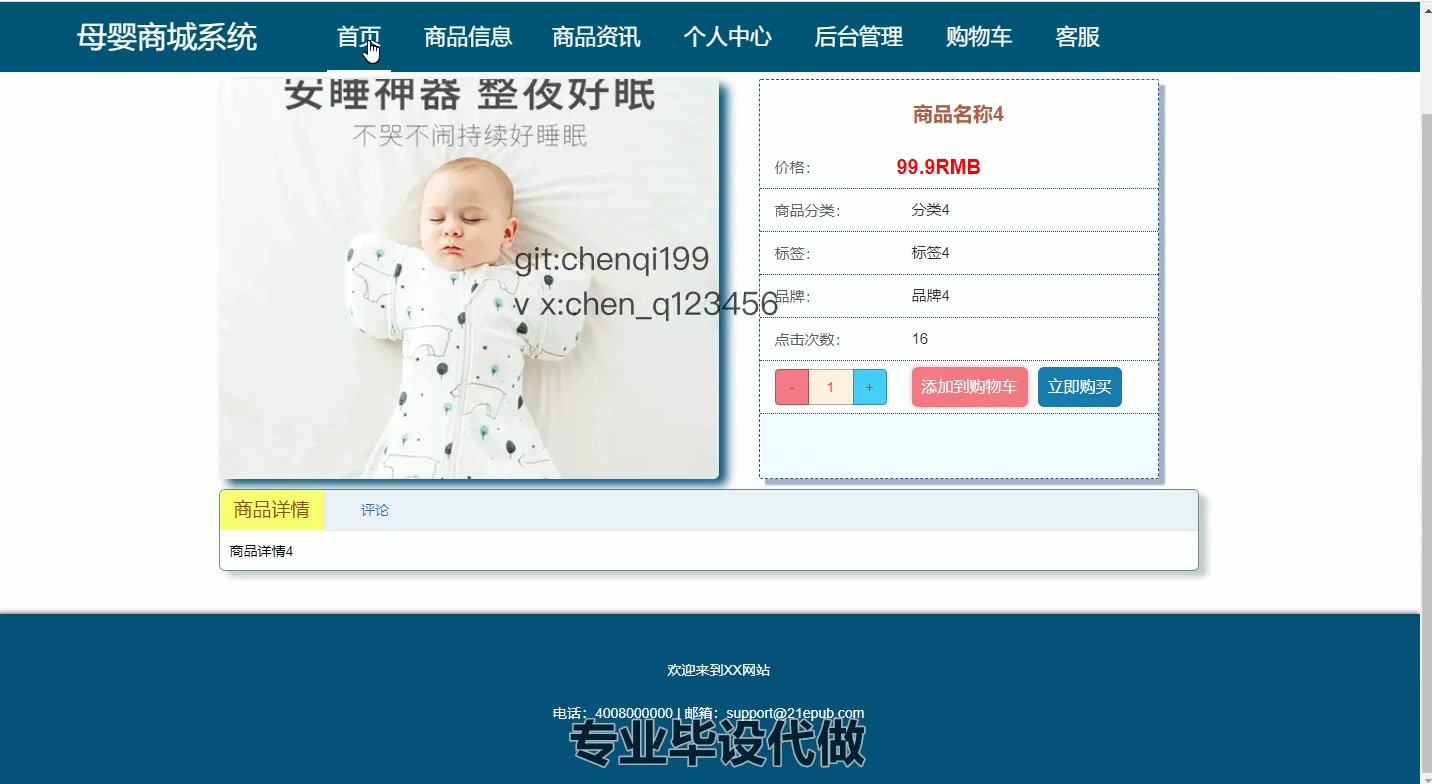 母婴商城系统
首页
商品信息
商品资讯
个人中心
后台管理
购物车
客服
安睡神器 整夜好眠
不哭不闹持续好睡眠
git:chenqi199
v x:chen_q123456
商品名称4
价格： 99.9RMB
商品分类： 分类4
标签： 标签4
品牌： 品牌4
点击次数： 16
- 1 + 添加到购物车 立即购买
商品详情 评论
商品详情4
欢迎来到XX网站
电话：4008000000 | 邮箱：support@21epub.com
专业毕设代做